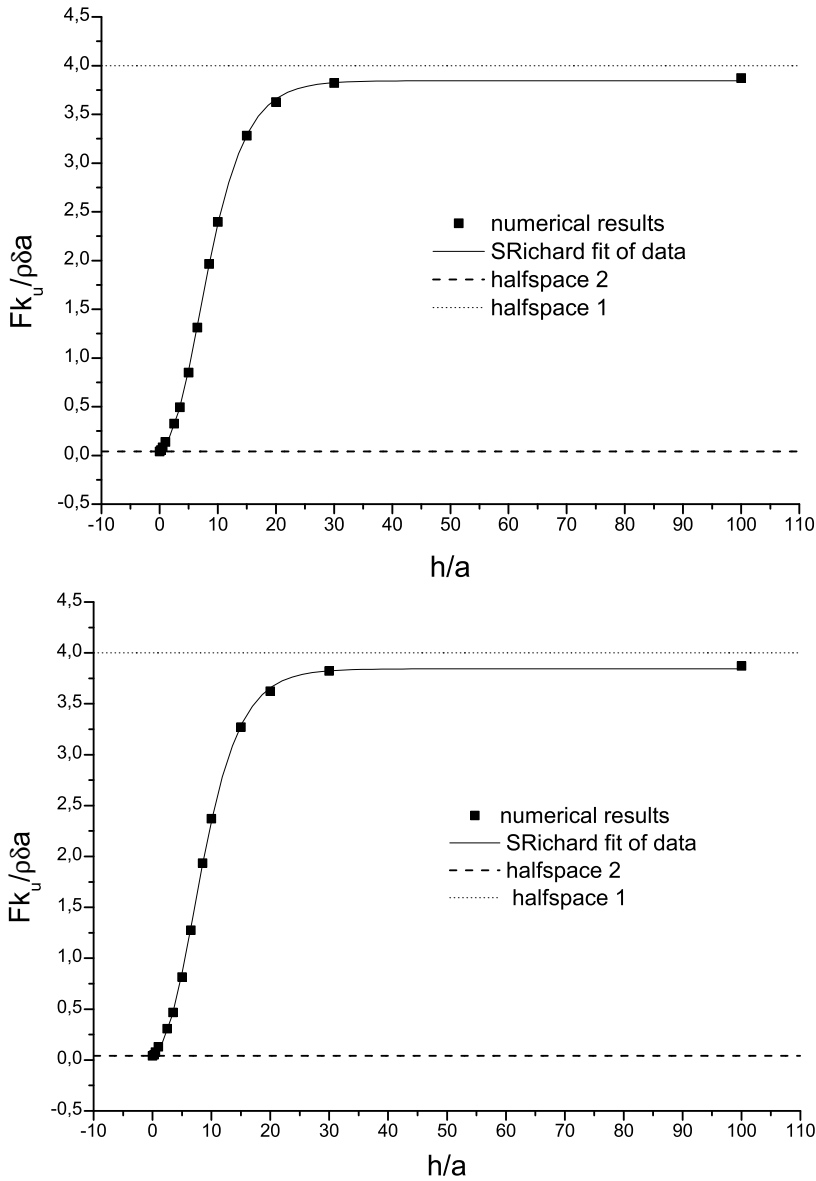 4,5
4,0
3,5
3,0
2,5
2,0
1,5
1,0
0,5
0,0
-0,5
Fk_u/ρδa
numerical results
SRichard fit of data
halfspace 2
halfspace 1
-10 0 10 20 30 40 50 60 70 80 90 100 110
h/a
4,5
4,0
3,5
3,0
2,5
2,0
1,5
1,0
0,5
0,0
-0,5
Fk_u/ρδa
numerical results
SRichard fit of data
halfspace 2
halfspace 1
-10 0 10 20 30 40 50 60 70 80 90 100 110
h/a